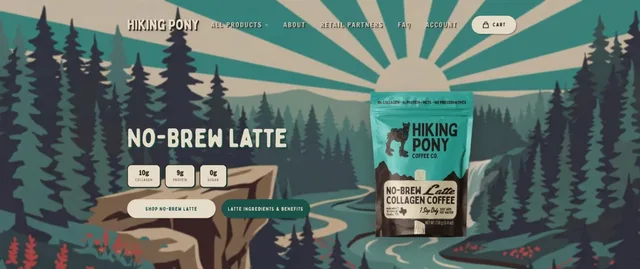 HIKING PONY
ALL PRODUCTS
ABOUT
RETAIL PARTNERS
FAQ
ACCOUNT
CART
NO-BREW LATTE
10g
COLLAGEN
9g
PROTEIN
0g
SUGAR
SHOP NO-BREW LATTE
LATTE INGREDIENTS & BENEFITS
HIKING
PONY
COFFEE CO.
NO-BREW Latte
COLLAGEN COFFEE